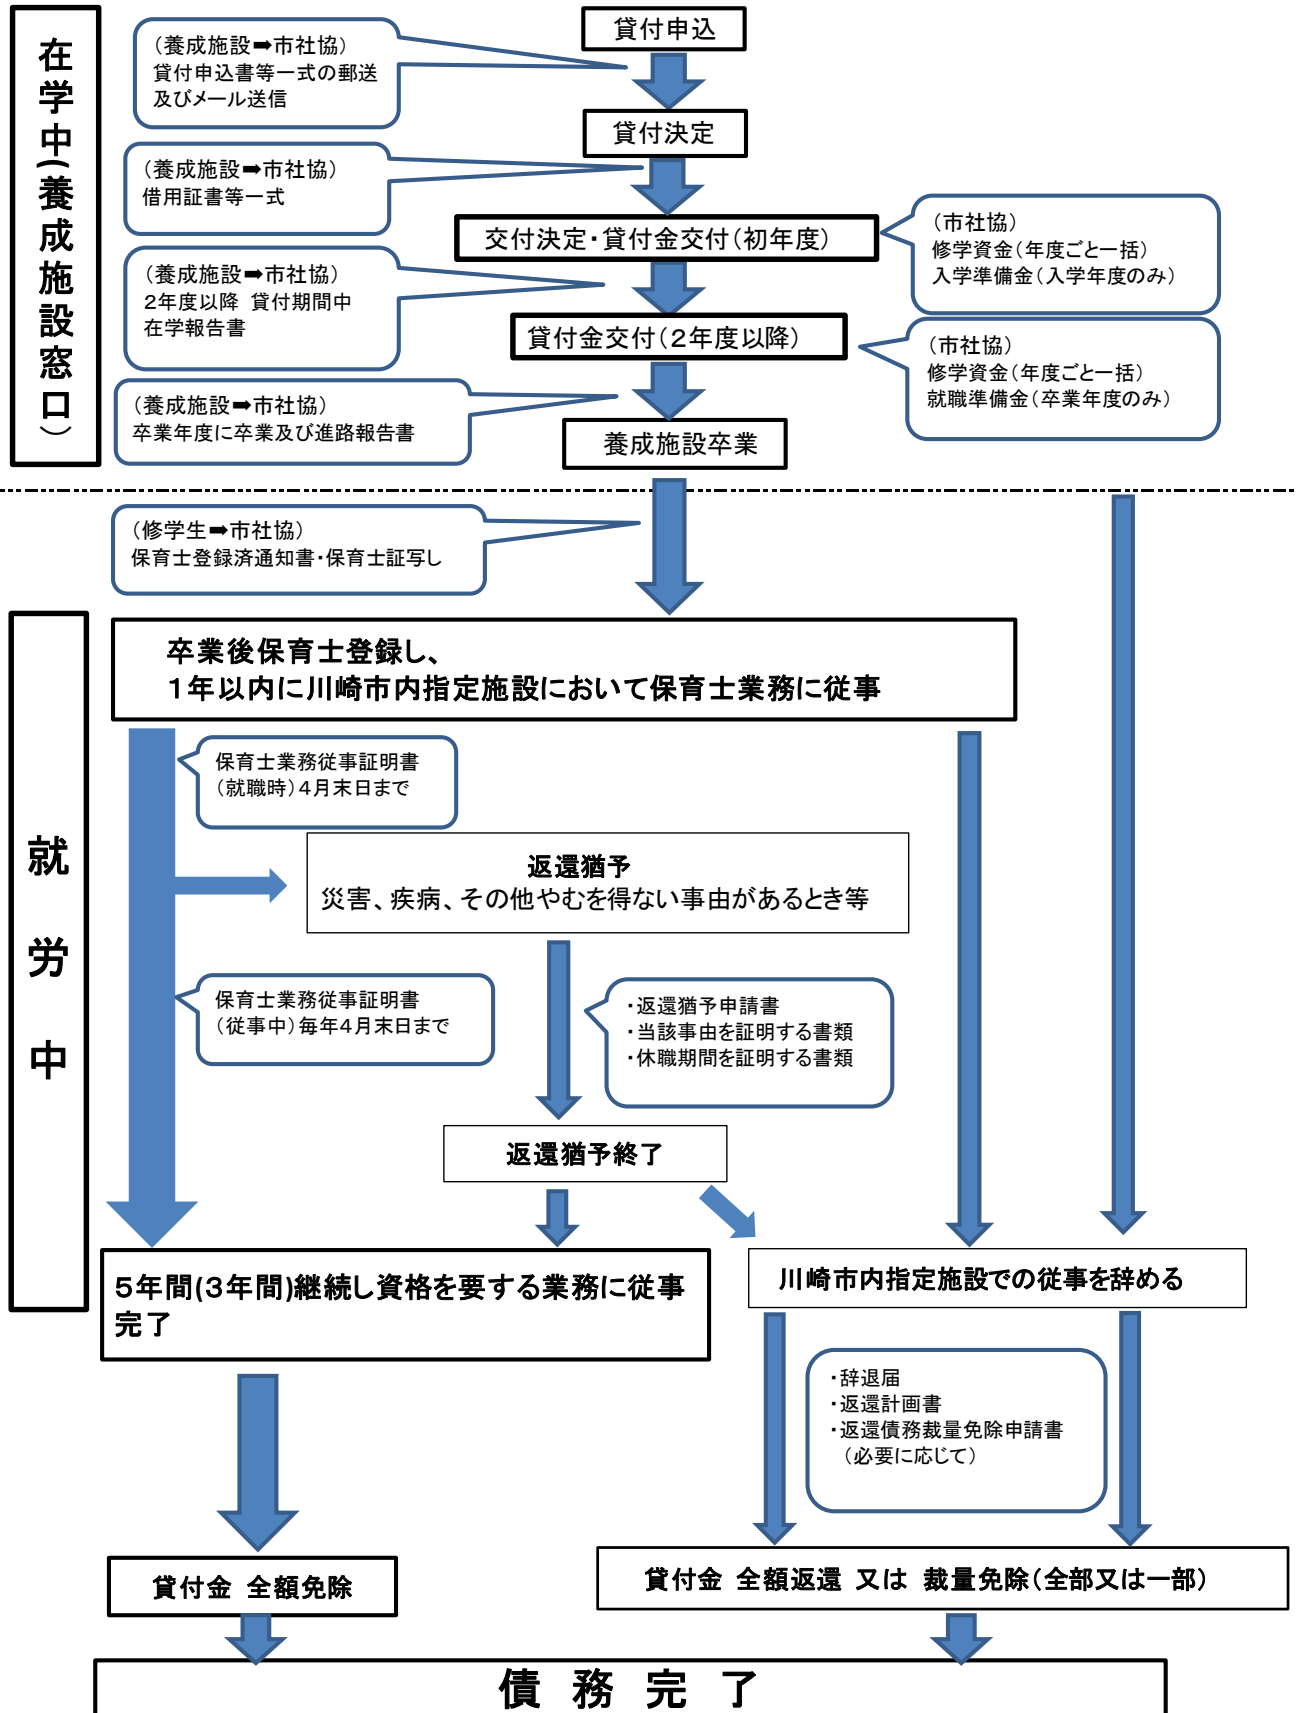 在学中(養成施設窓口)
貸付申込
(養成施設➡市社協)
貸付申込書等一式の郵送
及びメール送信
貸付決定
(養成施設➡市社協)
借用証書等一式
交付決定・貸付金交付(初年度)
(市社協)
修学資金(年度ごと一括)
入学準備金(入学年度のみ)
(養成施設➡市社協)
2年度以降 貸付期間中
在学報告書
貸付金交付(2年度以降)
(市社協)
修学資金(年度ごと一括)
就職準備金(卒業年度のみ)
(養成施設➡市社協)
卒業年度に卒業及び進路報告書
養成施設卒業
(修学生➡市社協)
保育士登録済通知書・保育士証写し
就労中
卒業後保育士登録し、
1年以内に川崎市内指定施設において保育士業務に従事
保育士業務従事証明書
(就職時)4月末日まで
返還猶予
災害、疾病、その他やむを得ない事由があるとき等
保育士業務従事証明書
(従事中)毎年4月末日まで
・返還猶予申請書
・当該事由を証明する書類
・休職期間を証明する書類
返還猶予終了
5年間(3年間)継続し資格を要する業務に従事
完了
川崎市内指定施設での従事を辞める
・辞退届
・返還計画書
・返還債務裁量免除申請書
(必要に応じて)
貸付金 全額免除
貸付金 全額返還 又は 裁量免除(全部又は一部)
債務完了